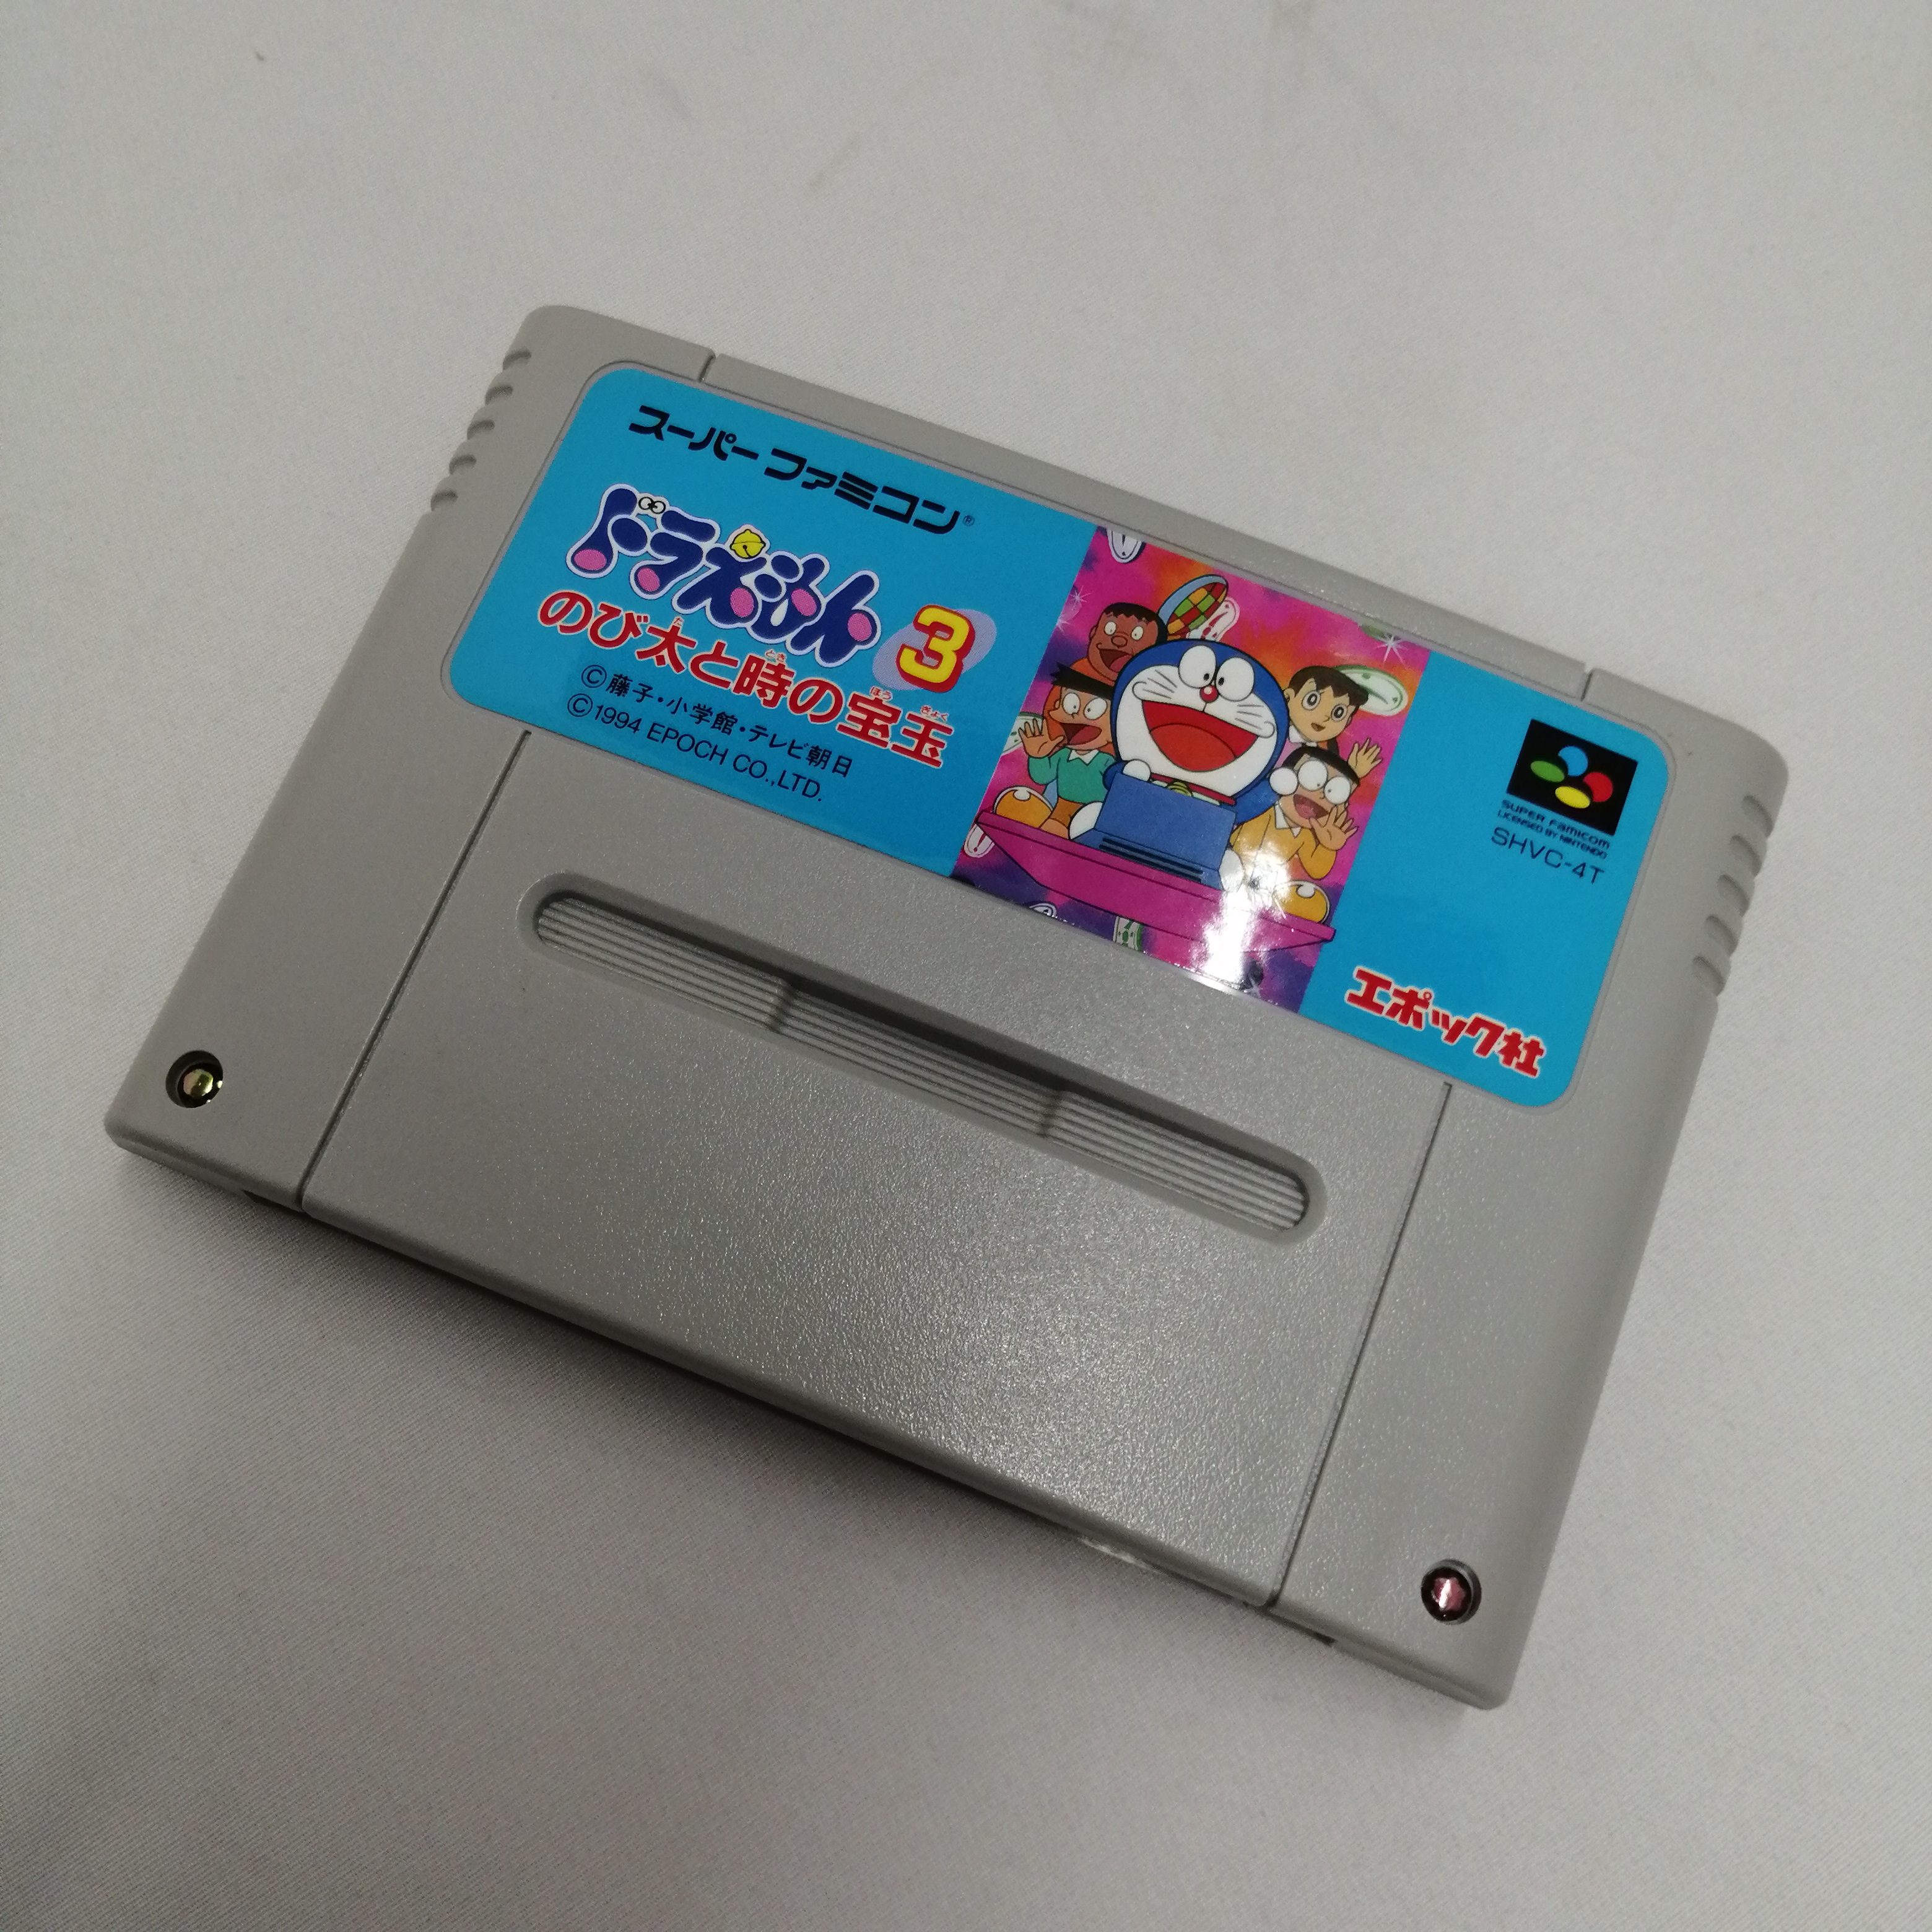 スーパーファミコン®
ドラえもん3
のび太と時の宝玉
©藤子・小学館・テレビ朝日
©1994 EPOCH CO.,LTD.
SUPER FAMICOM
LICENSED BY NINTENDO
SHVC-4T
エポック社